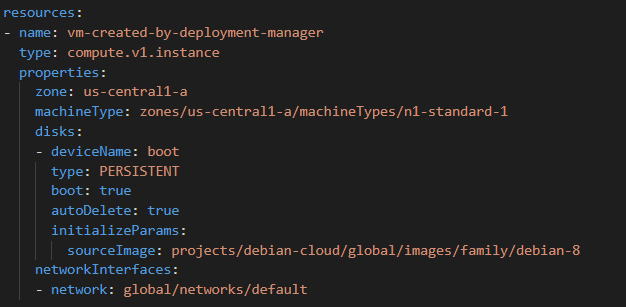 resources:
- name: vm-created-by-deployment-manager
  type: compute.v1.instance
  properties:
    zone: us-central1-a
    machineType: zones/us-central1-a/machineTypes/n1-standard-1
    disks:
    - deviceName: boot
      type: PERSISTENT
      boot: true
      autoDelete: true
      initializeParams:
        sourceImage: projects/debian-cloud/global/images/family/debian-8
    networkInterfaces:
    - network: global/networks/default